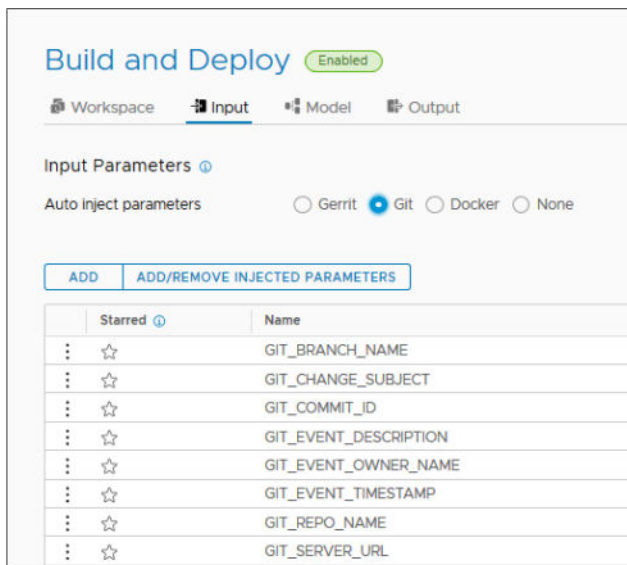 Build and Deploy Enabled
Workspace Input Model Output
Input Parameters
Auto inject parameters Gerrit Git Docker None
ADD ADD/REMOVE INJECTED PARAMETERS
Starred Name
GIT_BRANCH_NAME
GIT_CHANGE_SUBJECT
GIT_COMMIT_ID
GIT_EVENT_DESCRIPTION
GIT_EVENT_OWNER_NAME
GIT_EVENT_TIMESTAMP
GIT_REPO_NAME
GIT_SERVER_URL